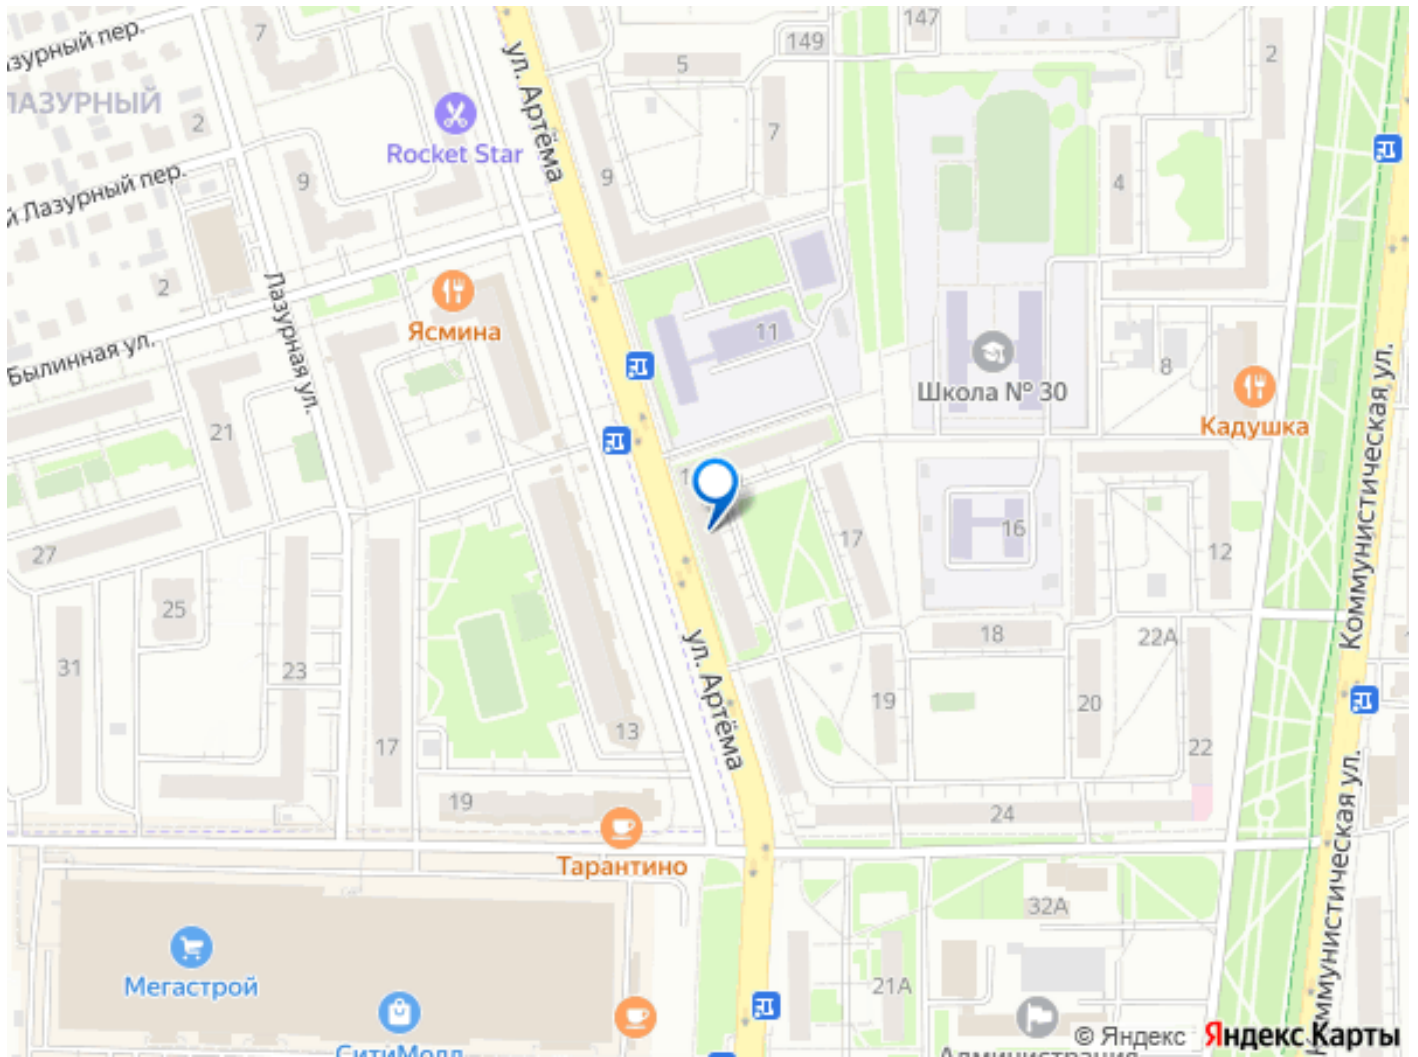 7
147
149
5
2
ул. Артёма
ЛАЗУРНЫЙ
2
Rocket Star
7
й Лазурный пер.
9
9
4
2
Лазурная ул.
Ясмина
11
Былинная ул.
Школа № 30
8
Кадушка
Коммунистическая ул.
21
27
17
16
12
25
18
22А
31
23
ул. Артёма
19
20
13
17
22
19
24
Тарантино
Коммунистическая ул.
32А
Мегастрой
21А
СитиМолл
Администрация
© Яндекс Яндекс Карты